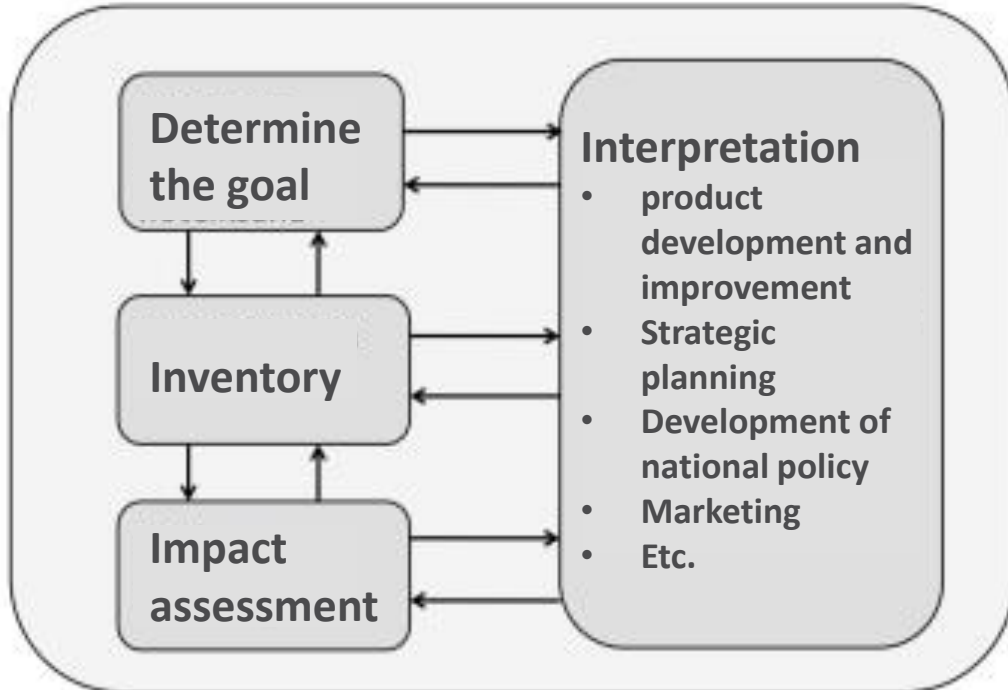 Determine
the goal
Inventory
Impact
assessment
Interpretation
• product
development and
improvement
• Strategic
planning
• Development of
national policy
• Marketing
• Etc.